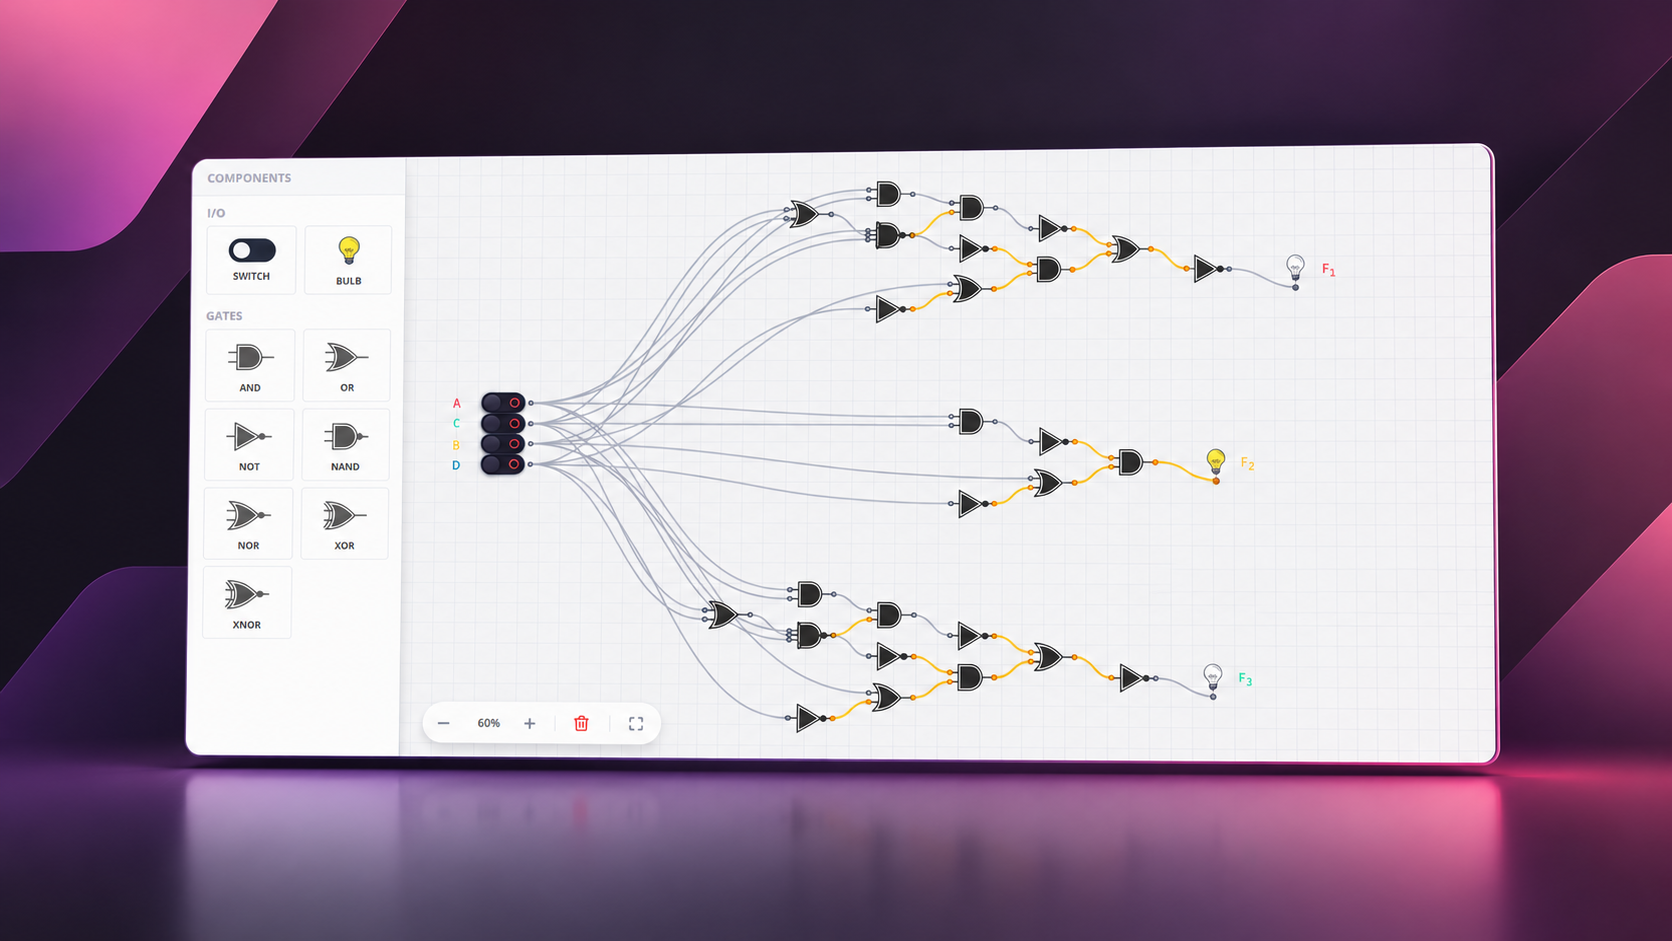 COMPONENTS
I/O
SWITCH
BULB
GATES
AND
OR
NOT
NAND
NOR
XOR
XNOR
A
C
B
D
F₁
F₂
F₃
60%